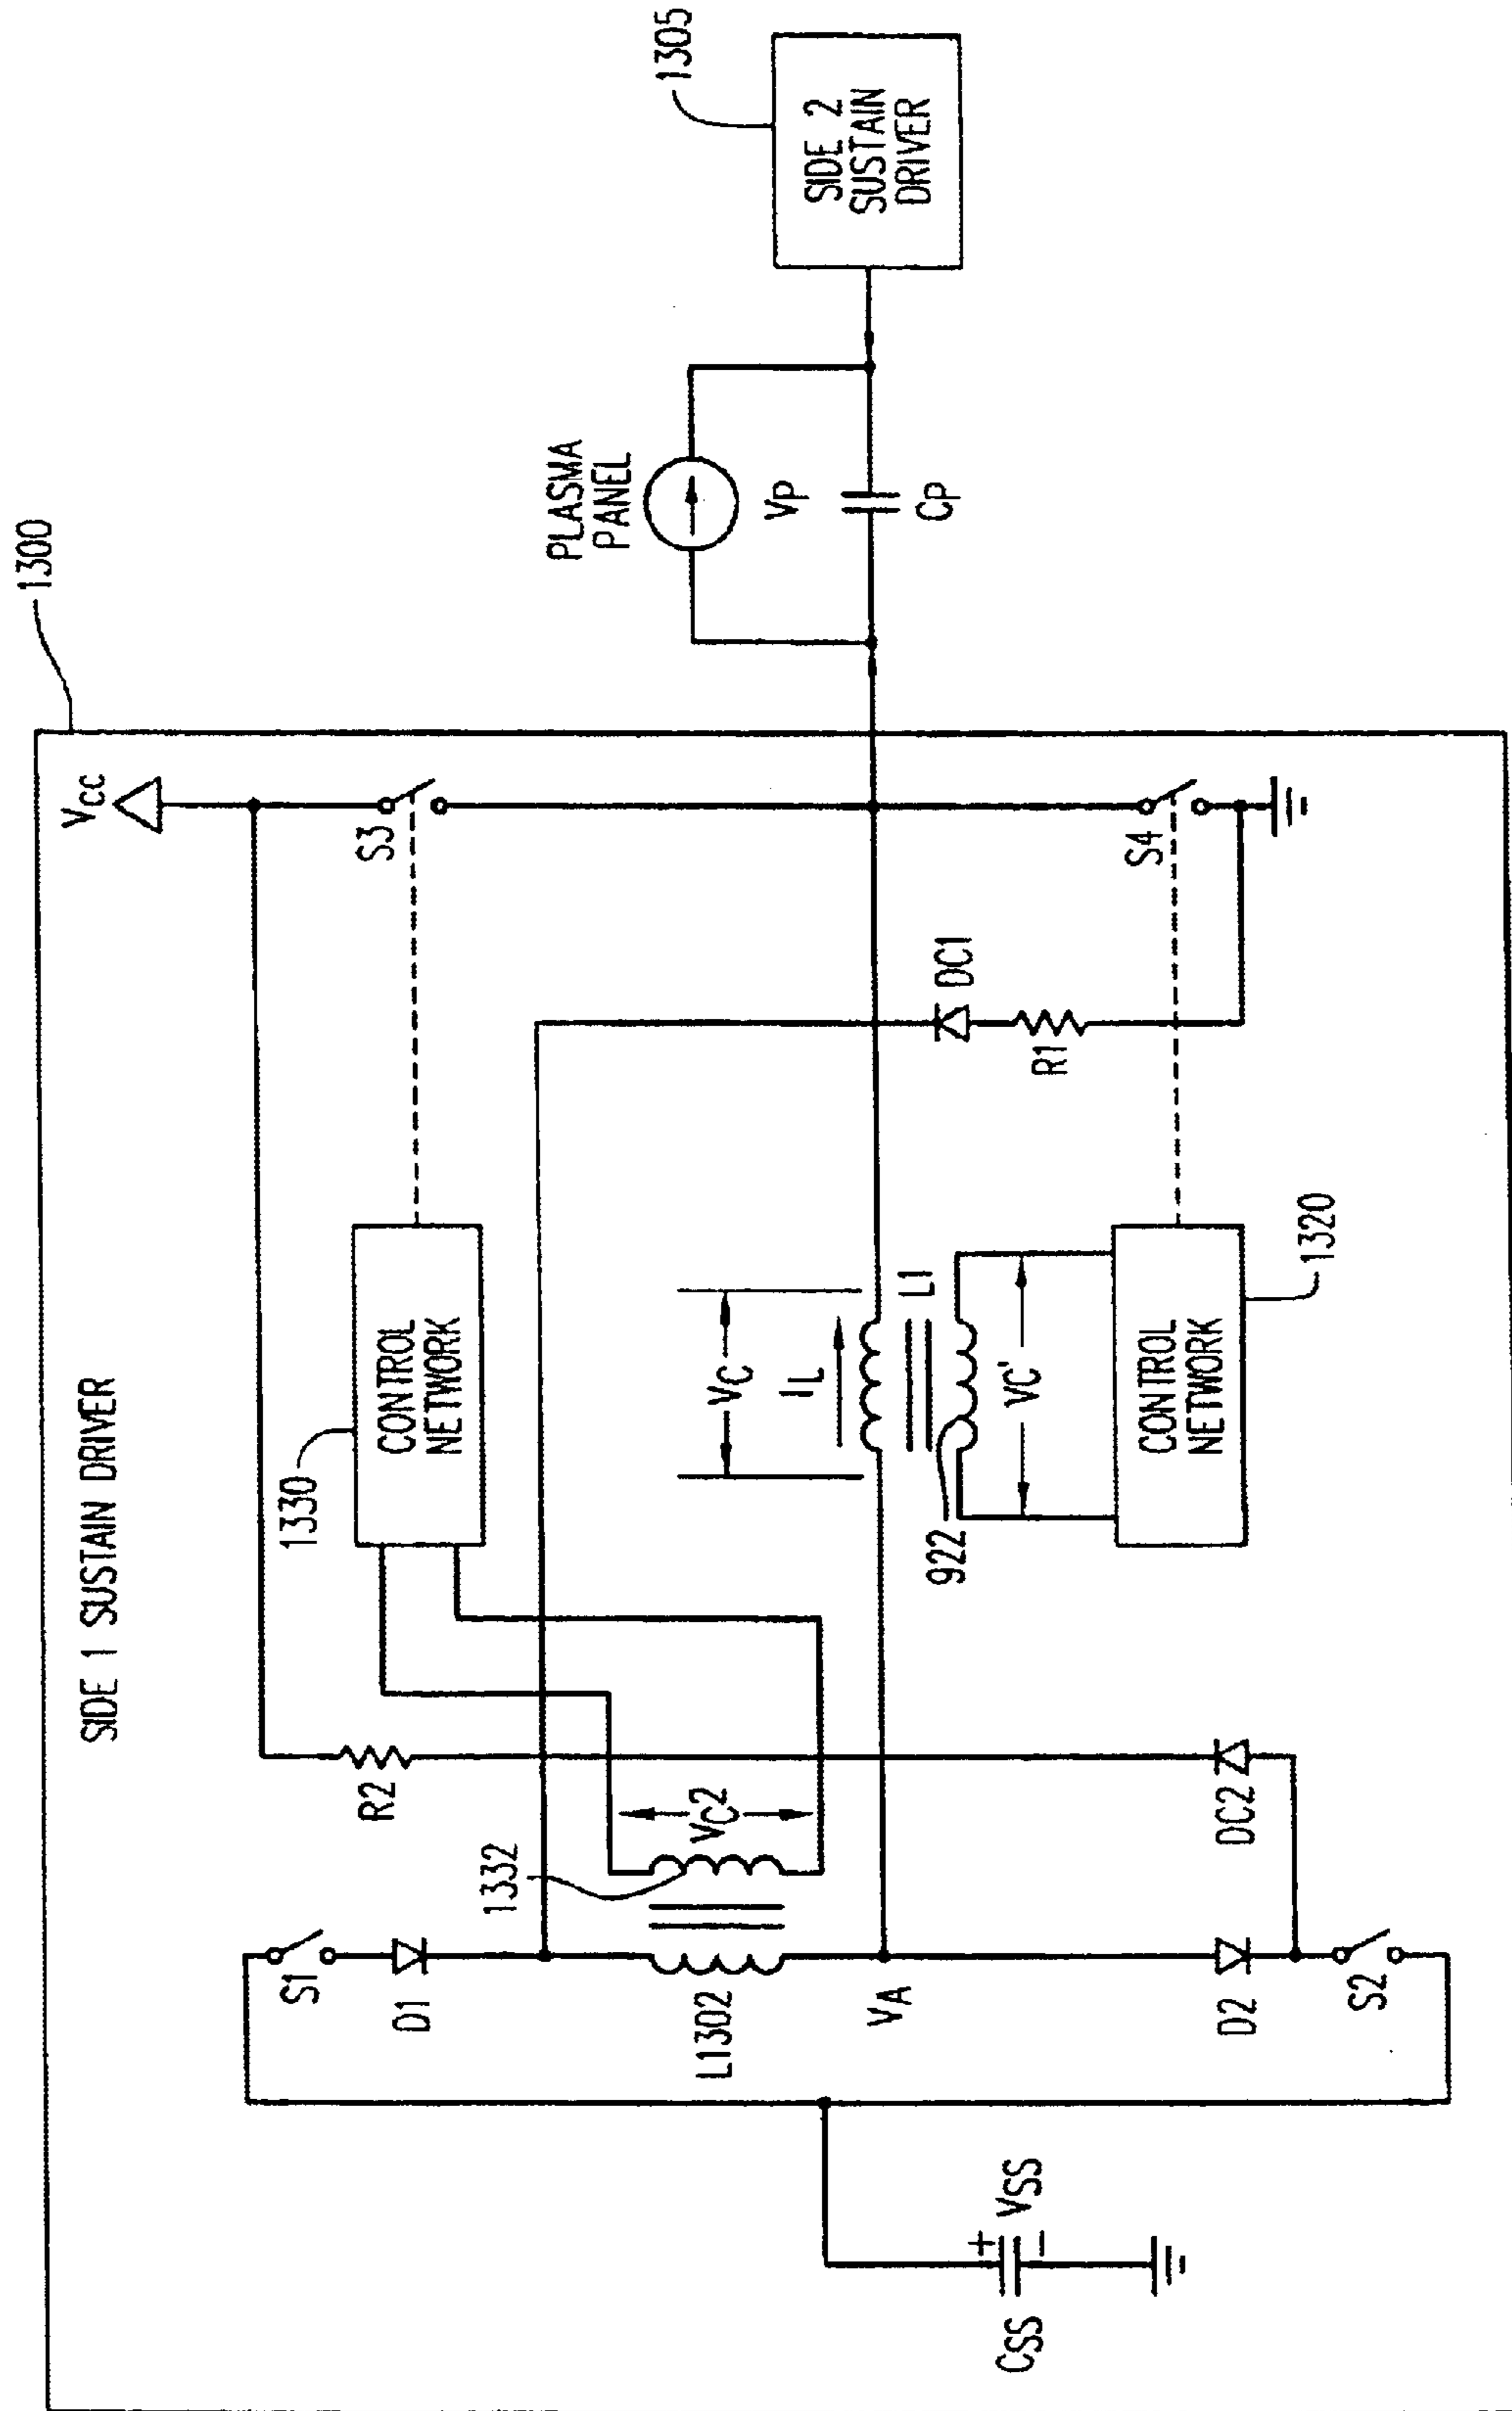 1300
1305
SIDE 1 SUSTAIN DRIVER
VCC
PLASMA
PANEL
VP
CP
SIDE 2
SUSTAIN
DRIVER
S1
D1
R2
1330
CONTROL
NETWORK
S3
1332
VC2
L1302
VA
VC
IL
L1
922
VC'
DC1
R1
CSS
+
VSS
−
D2
S2
DC2
CONTROL
NETWORK
1320
S4